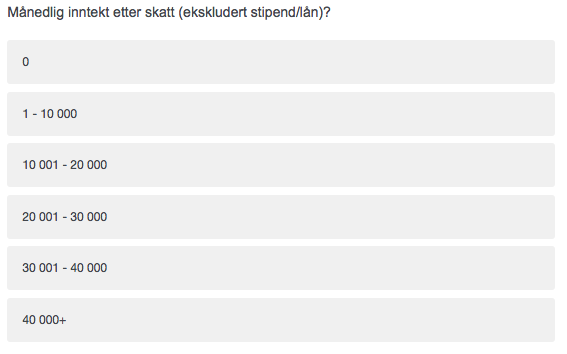 Månedlig inntekt etter skatt (ekskludert stipend/lån)?
0
1 - 10 000
10 001 - 20 000
20 001 - 30 000
30 001 - 40 000
40 000+